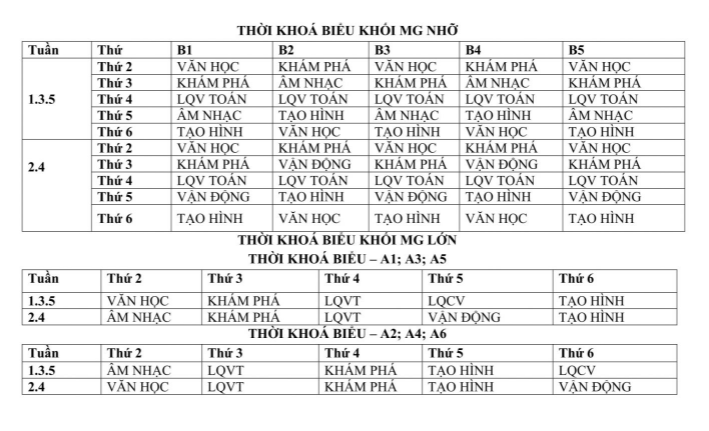 THỜI KHOÁ BIỂU KHỐI MG NHỠ
Tuần Thứ B1 B2 B3 B4 B5
Thứ 2 VĂN HỌC KHÁM PHÁ VĂN HỌC KHÁM PHÁ VĂN HỌC
Thứ 3 KHÁM PHÁ ÂM NHẠC KHÁM PHÁ ÂM NHẠC KHÁM PHÁ
1.3.5 Thứ 4 LQV TOÁN LQV TOÁN LQV TOÁN LQV TOÁN LQV TOÁN
Thứ 5 ÂM NHẠC TẠO HÌNH ÂM NHẠC TẠO HÌNH ÂM NHẠC
Thứ 6 TẠO HÌNH VĂN HỌC TẠO HÌNH VĂN HỌC TẠO HÌNH
Thứ 2 VĂN HỌC KHÁM PHÁ VĂN HỌC KHÁM PHÁ VĂN HỌC
2.4 Thứ 3 KHÁM PHÁ VẬN ĐỘNG KHÁM PHÁ VẬN ĐỘNG KHÁM PHÁ
Thứ 4 LQV TOÁN LQV TOÁN LQV TOÁN LQV TOÁN LQV TOÁN
Thứ 5 VẬN ĐỘNG TẠO HÌNH VẬN ĐỘNG TẠO HÌNH VẬN ĐỘNG
Thứ 6 TẠO HÌNH VĂN HỌC TẠO HÌNH VĂN HỌC TẠO HÌNH
THỜI KHOÁ BIỂU KHỐI MG LỚN
THỜI KHOÁ BIỂU – A1; A3; A5
Tuần Thứ 2 Thứ 3 Thứ 4 Thứ 5 Thứ 6
1.3.5 VĂN HỌC KHÁM PHÁ LQVT LQCV TẠO HÌNH
2.4 ÂM NHẠC KHÁM PHÁ LQVT VẬN ĐỘNG TẠO HÌNH
THỜI KHOÁ BIỂU – A2; A4; A6
Tuần Thứ 2 Thứ 3 Thứ 4 Thứ 5 Thứ 6
1.3.5 ÂM NHẠC LQVT KHÁM PHÁ TẠO HÌNH LQCV
2.4 VĂN HỌC LQVT KHÁM PHÁ TẠO HÌNH VẬN ĐỘNG